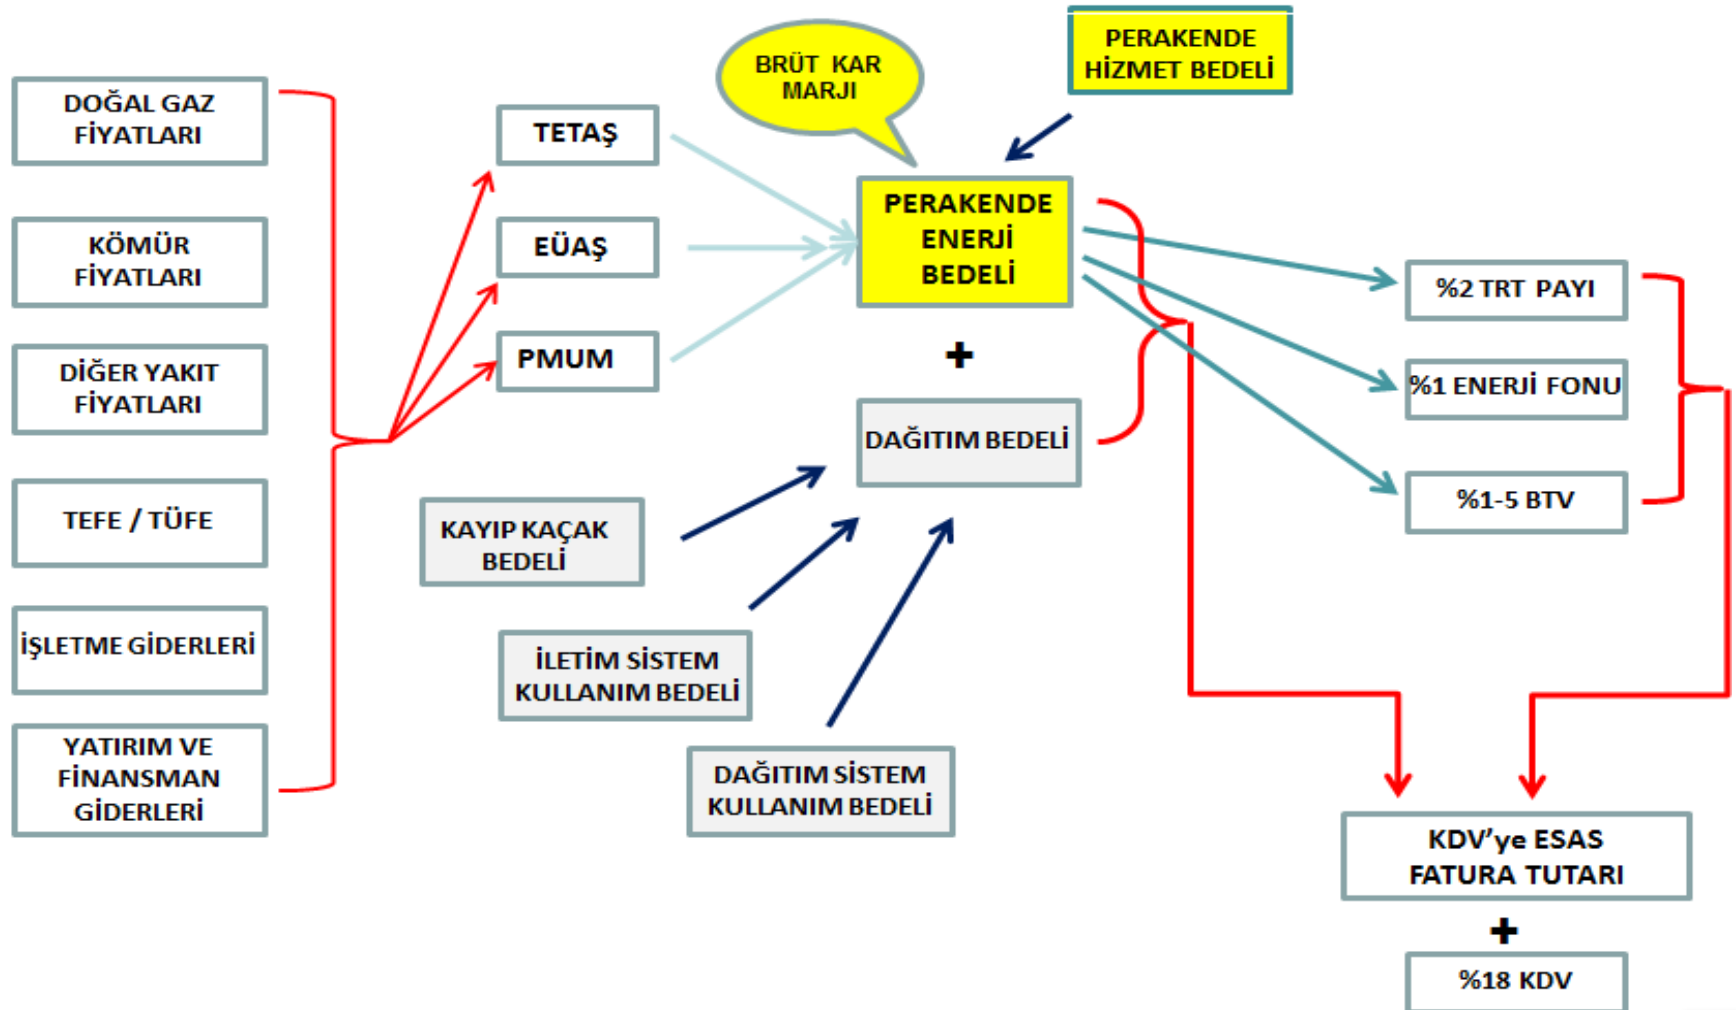 DOĞAL GAZ
FİYATLARI
KÖMÜR
FİYATLARI
DİĞER YAKIT
FİYATLARI
TEFE / TÜFE
İŞLETME GİDERLERİ
YATIRIM VE
FİNANSMAN
GİDERLERİ
TETAŞ
EÜAŞ
PMUM
BRÜT KAR
MARJI
PERAKENDE
HİZMET BEDELİ
PERAKENDE
ENERJİ
BEDELİ
+
DAĞITIM BEDELİ
KAYIP KAÇAK
BEDELİ
İLETİM SİSTEM
KULLANIM BEDELİ
DAĞITIM SİSTEM
KULLANIM BEDELİ
%2 TRT PAYI
%1 ENERJİ FONU
%1-5 BTV
KDV’ye ESAS
FATURA TUTARI
+
%18 KDV